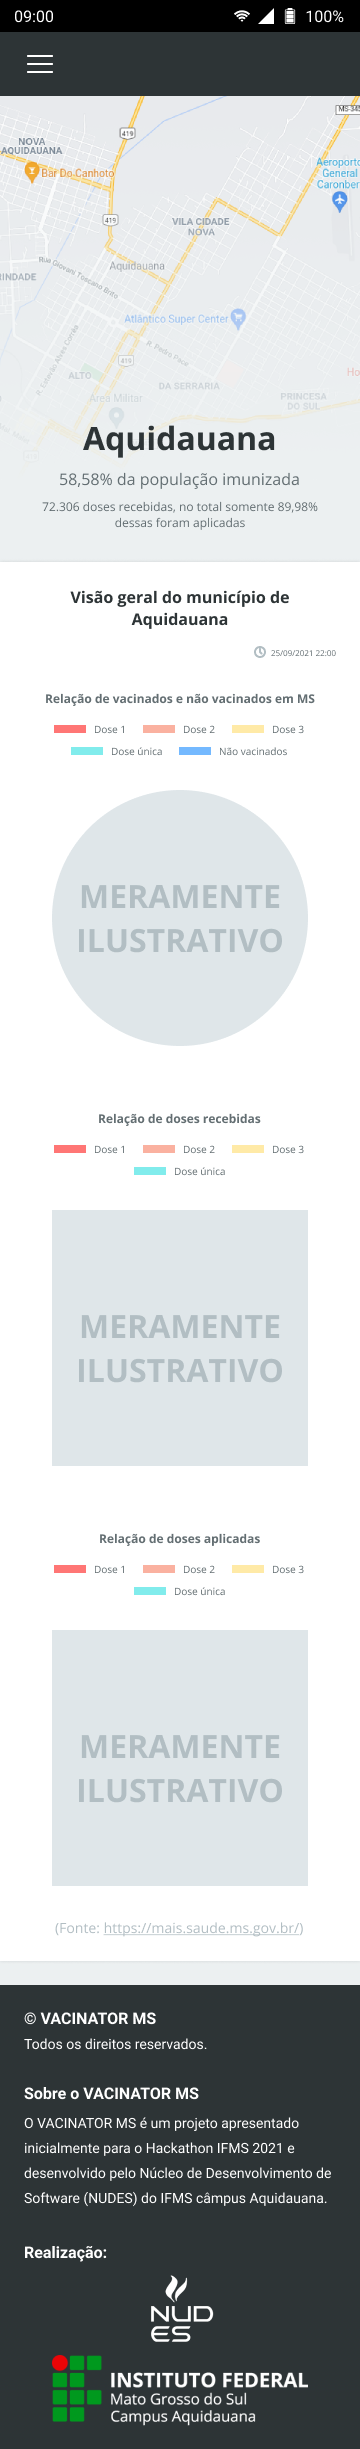 09:00
100%
MS-345
NOVA
AQUIDAUANA
419
Aeroporto
General
Caronber
Bar Do Canhoto
419
VILA CIDADE
NOVA
Rua Giovani Toscano Brito
Aquidauana
RINDADE
Atlântico Super Center
R. Estevão Alves Corrêa
R. Pedro Pace
419
ALTO
DA SERRARIA
Ho
Área Militar
PRINCESA
DO SUL
Aquidauana
58,58% da população imunizada
72.306 doses recebidas, no total somente 89,98%
dessas foram aplicadas
Visão geral do município de
Aquidauana
25/09/2021 22:00
Relação de vacinados e não vacinados em MS
Dose 1 Dose 2 Dose 3
Dose única Não vacinados
MERAMENTE
ILUSTRATIVO
Relação de doses recebidas
Dose 1 Dose 2 Dose 3
Dose única
MERAMENTE
ILUSTRATIVO
Relação de doses aplicadas
Dose 1 Dose 2 Dose 3
Dose única
MERAMENTE
ILUSTRATIVO
(Fonte: https://mais.saude.ms.gov.br/)
© VACINATOR MS
Todos os direitos reservados.
Sobre o VACINATOR MS
O VACINATOR MS é um projeto apresentado
inicialmente para o Hackathon IFMS 2021 e
desenvolvido pelo Núcleo de Desenvolvimento de
Software (NUDES) do IFMS câmpus Aquidauana.
Realização:
NUD
ES
INSTITUTO FEDERAL
Mato Grosso do Sul
Campus Aquidauana